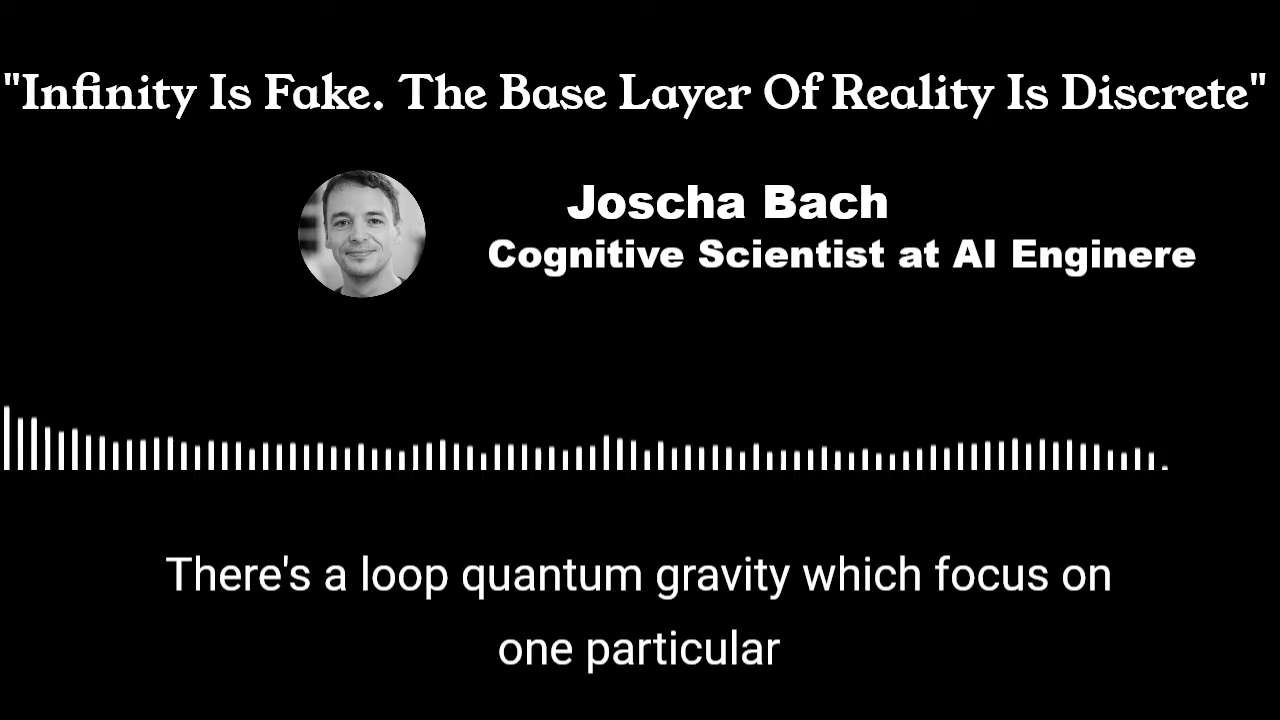 "Infinity Is Fake. The Base Layer Of Reality Is Discrete"
Joscha Bach
Cognitive Scientist at AI Enginere
There's a loop quantum gravity which focus on
one particular